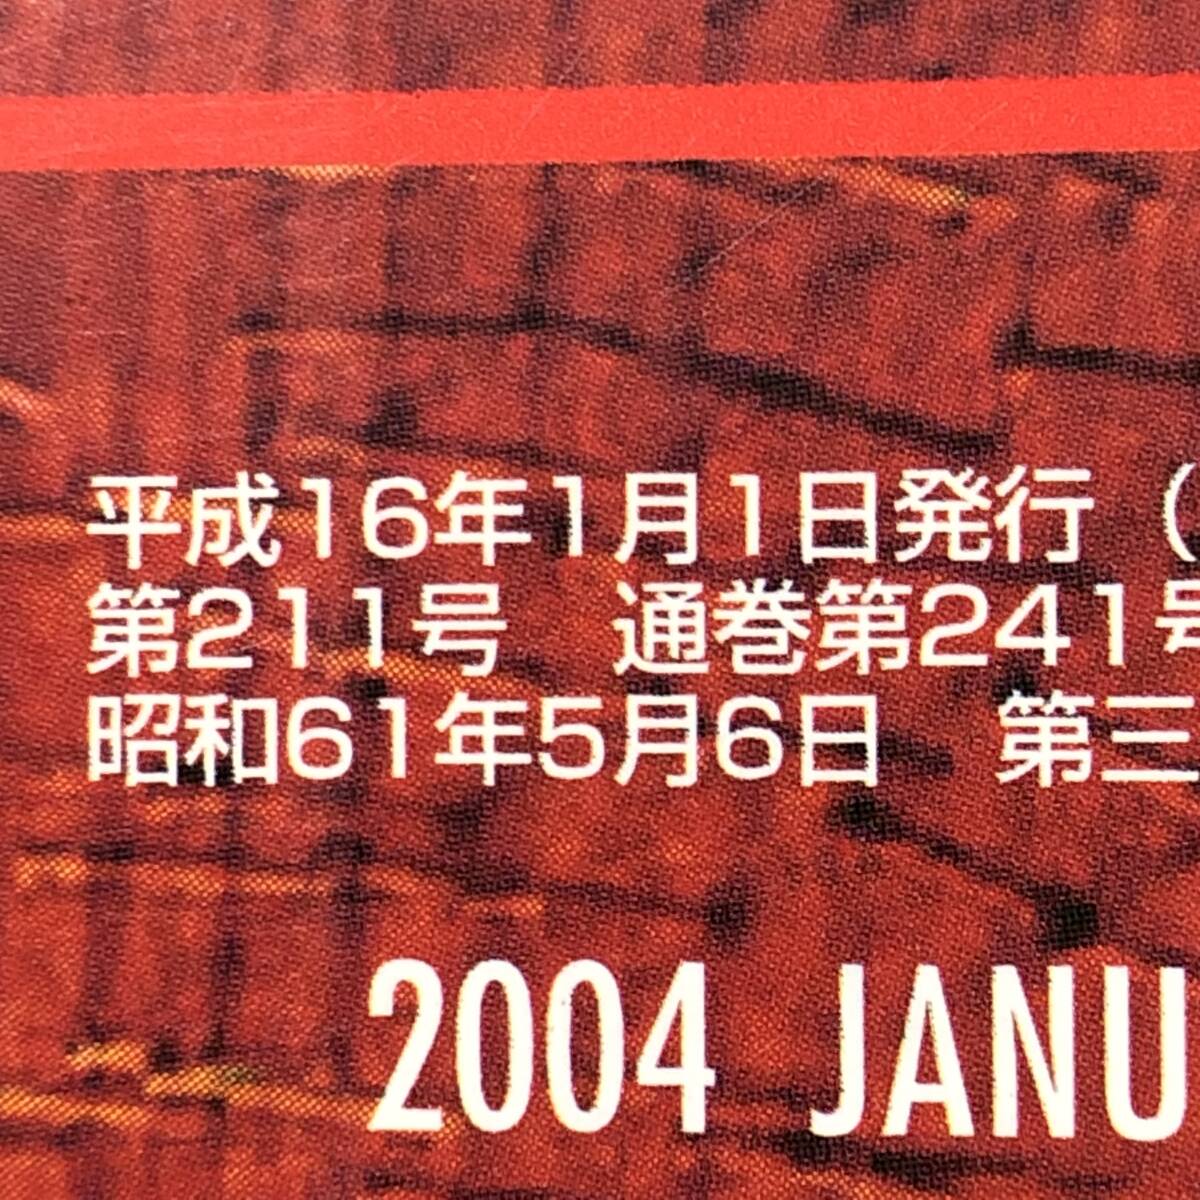 平成16年1月1日発行（
第211号　通巻第241号
昭和61年5月6日　第三
2004 JANU